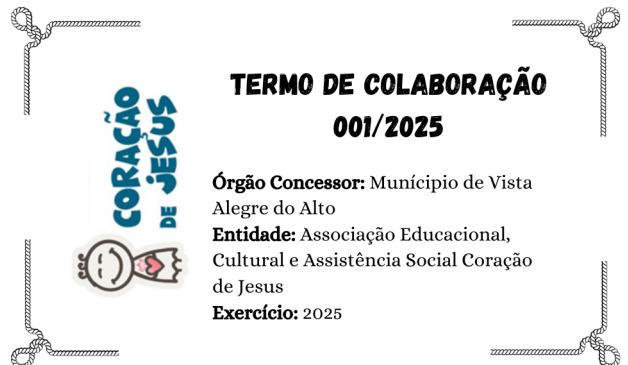 CORAÇÃO
DE JESUS
TERMO DE COLABORAÇÃO
001/2025
Órgão Concessor: Munícipio de Vista
Alegre do Alto
Entidade: Associação Educacional,
Cultural e Assistência Social Coração
de Jesus
Exercício: 2025